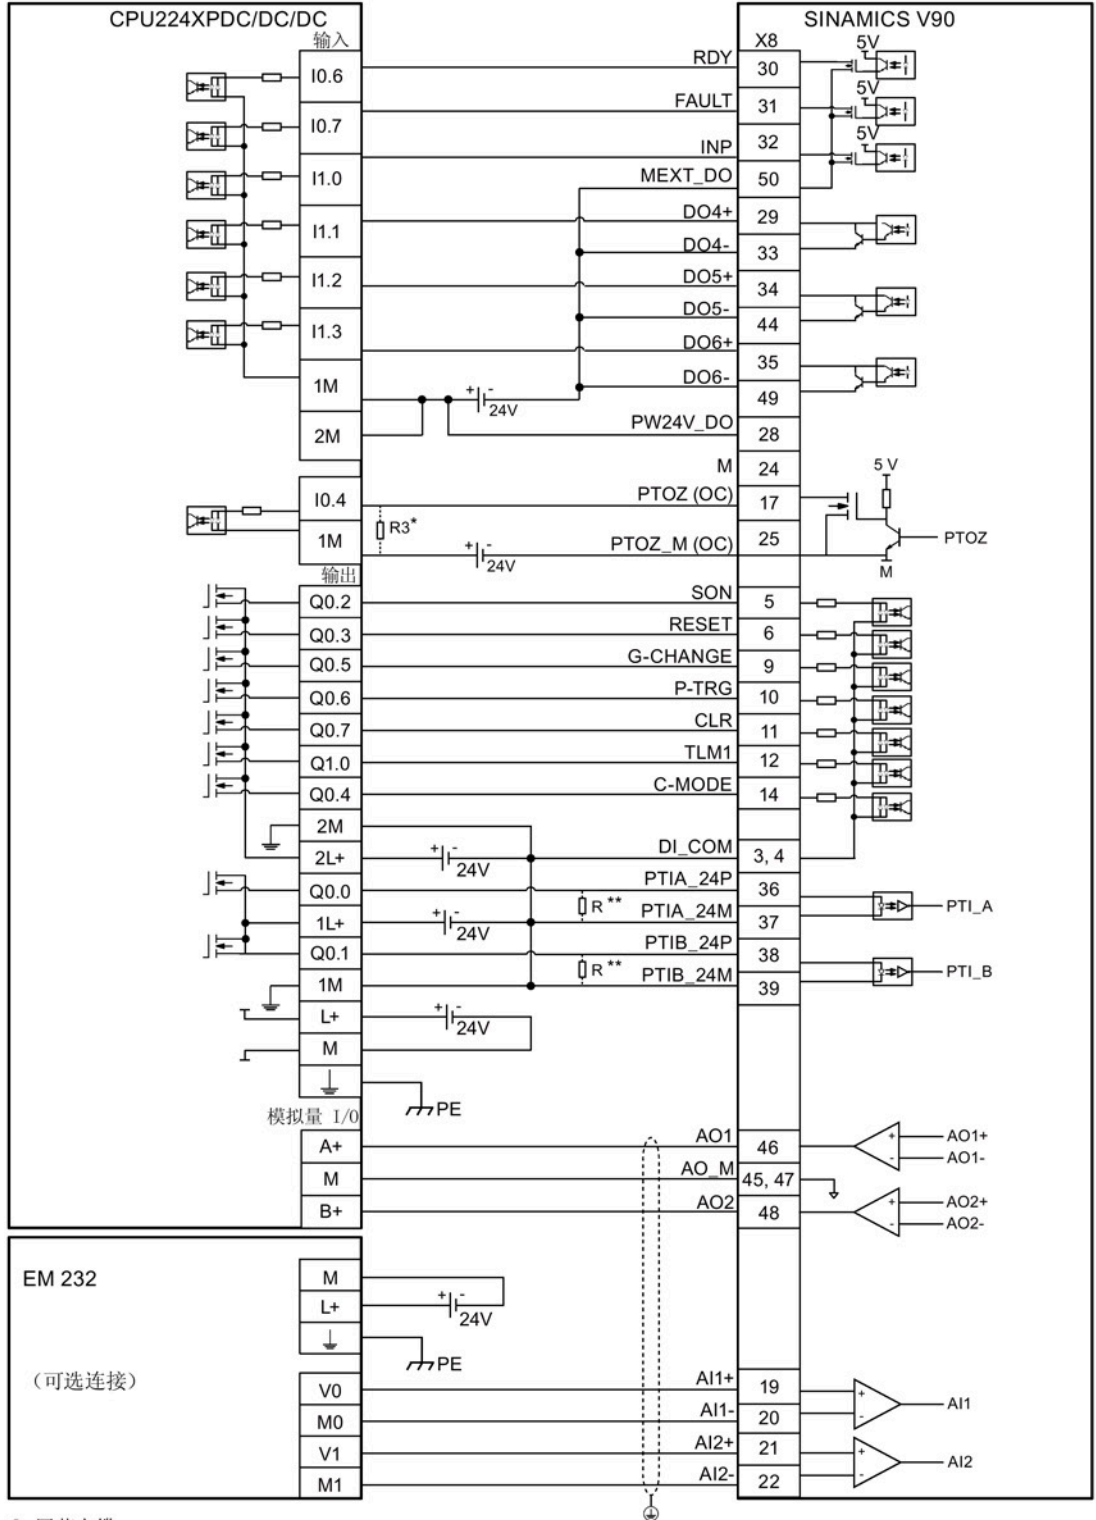 CPU224XPDC/DC/DC
输入
I0.6
I0.7
I1.0
I1.1
I1.2
I1.3
1M
2M
I0.4
1M
输出
Q0.2
Q0.3
Q0.5
Q0.6
Q0.7
Q1.0
Q0.4
2M
2L+
Q0.0
1L+
Q0.1
1M
L+
M
模拟量 I/O
A+
M
B+
EM 232
(可选连接)
M
L+
V0
M0
V1
M1
RDY
FAULT
INP
MEXT_DO
DO4+
DO4-
DO5+
DO5-
DO6+
DO6-
+ -
24V
PW24V_DO
M
PTOZ (OC)
R3*
PTOZ_M (OC)
+ -
24V
SON
RESET
G-CHANGE
P-TRG
CLR
TLM1
C-MODE
DI_COM
+ -
24V
PTIA_24P
R **
PTIA_24M
+ -
24V
PTIB_24P
R **
PTIB_24M
+ -
24V
PE
AO1
AO_M
AO2
+ -
24V
PE
AI1+
AI1-
AI2+
AI2-
SINAMICS V90
X8
30
31
32
50
29
33
34
44
35
49
28
24
17
25
5
6
9
10
11
12
14
3, 4
36
37
38
39
46
45, 47
48
19
20
21
22
5V
5V
5V
5 V
PTOZ
M
PTI_A
PTI_B
+
-
AO1+
AO1-
+
-
AO2+
AO2-
+
-
AI1
+
-
AI2